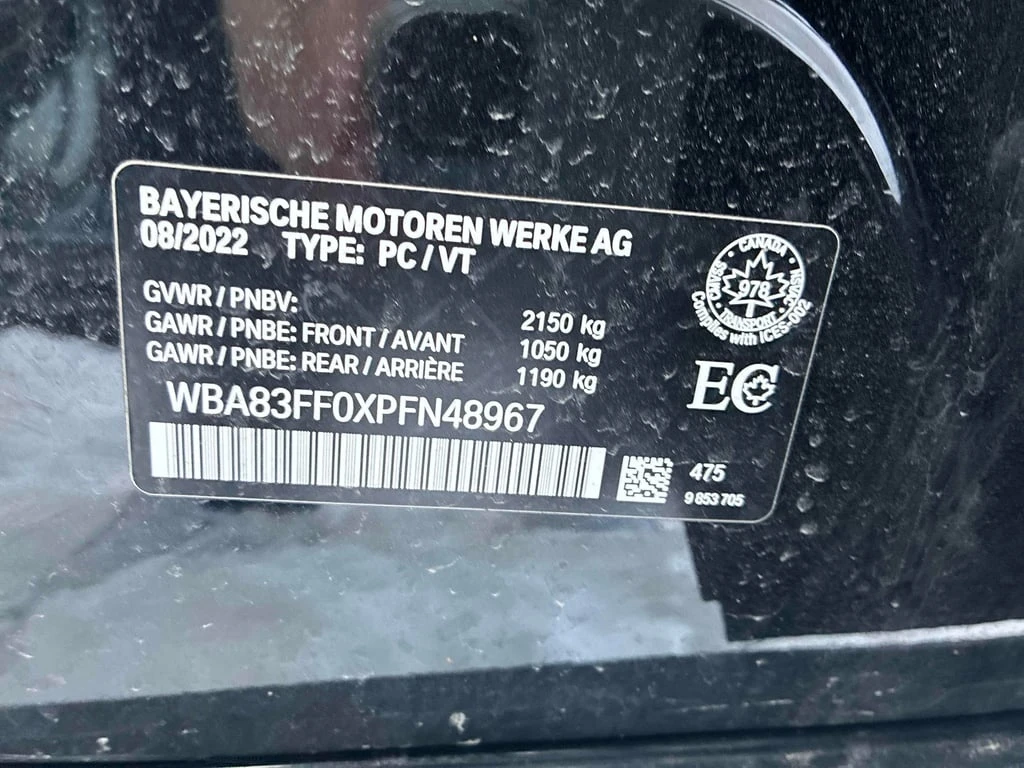 BAYERISCHE MOTOREN WERKE AG
08/2022 TYPE: PC / VT
GVWR / PNBV: 2150 kg
GAWR / PNBE: FRONT / AVANT 1050 kg
GAWR / PNBE: REAR / ARRIÈRE 1190 kg
WBA83FF0XPFN48967
CANADA
978
TRANSPORT
CMVSS
NSVAC
Complies with ICES-002
EC
475
9 853 705